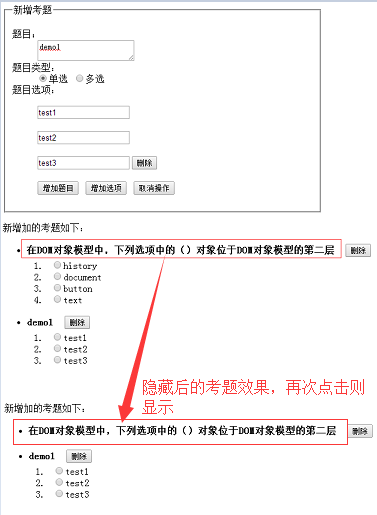 新增考题
题目：
demo1
题目类型：
单选 多选
题目选项：
test1
test2
test3 删除
增加题目 增加选项 取消操作
新增加的考题如下：
• 在DOM对象模型中，下列选项中的（）对象位于DOM对象模型的第二层 删除
1. history
2. document
3. button
4. text
• demo1 删除
1. test1
2. test2
3. test3
隐藏后的考题效果，再次点击则
显示
新增加的考题如下：
• 在DOM对象模型中，下列选项中的（）对象位于DOM对象模型的第二层 删除
• demo1 删除
1. test1
2. test2
3. test3